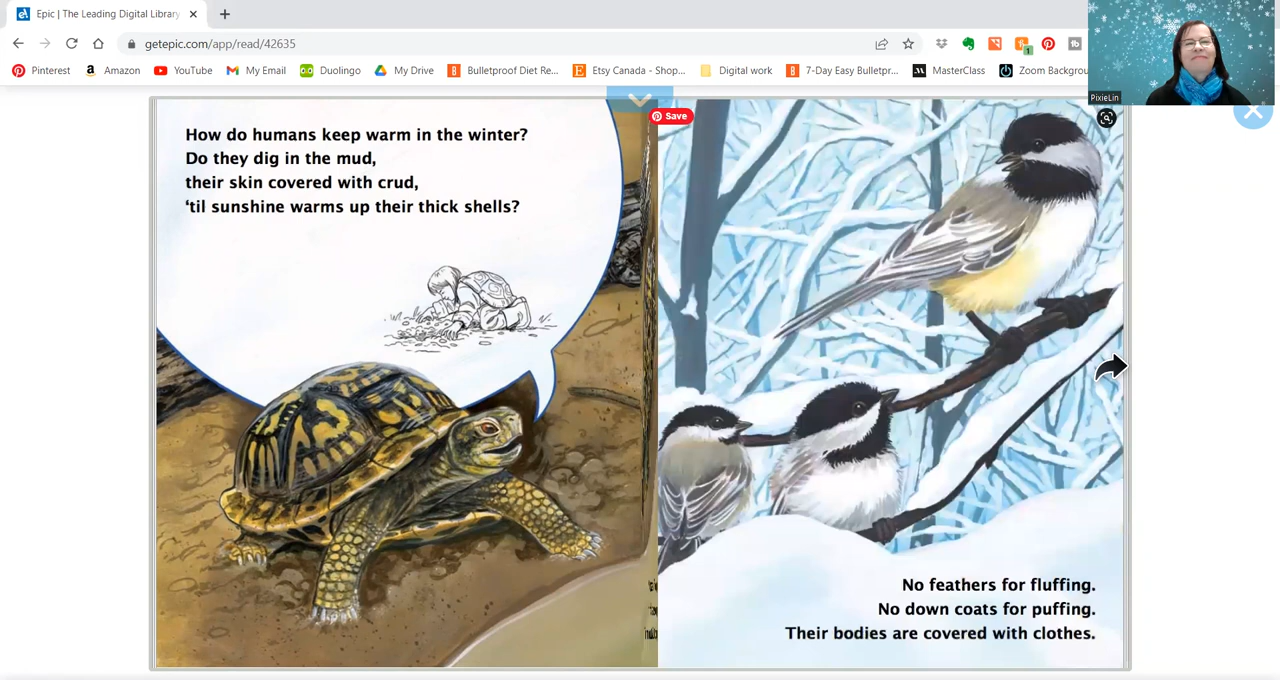 Epic | The Leading Digital Library
getepic.com/app/read/42635
Pinterest
Amazon
YouTube
My Email
Duolingo
My Drive
Bulletproof Diet Re...
Etsy Canada - Shop...
Digital work
7-Day Easy Bulletpr...
MasterClass
Zoom Backgrou
PixieLin
1
Save
How do humans keep warm in the winter?
Do they dig in the mud,
their skin covered with crud,
‘til sunshine warms up their thick shells?
No feathers for fluffing.
No down coats for puffing.
Their bodies are covered with clothes.